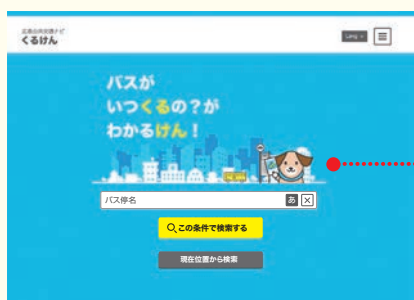 広島公共交通ナビ
くるけん
Lang
バスが
いつくるの？が
わかるけん！
バス停名
あ
この条件で検索する
現在位置から検索